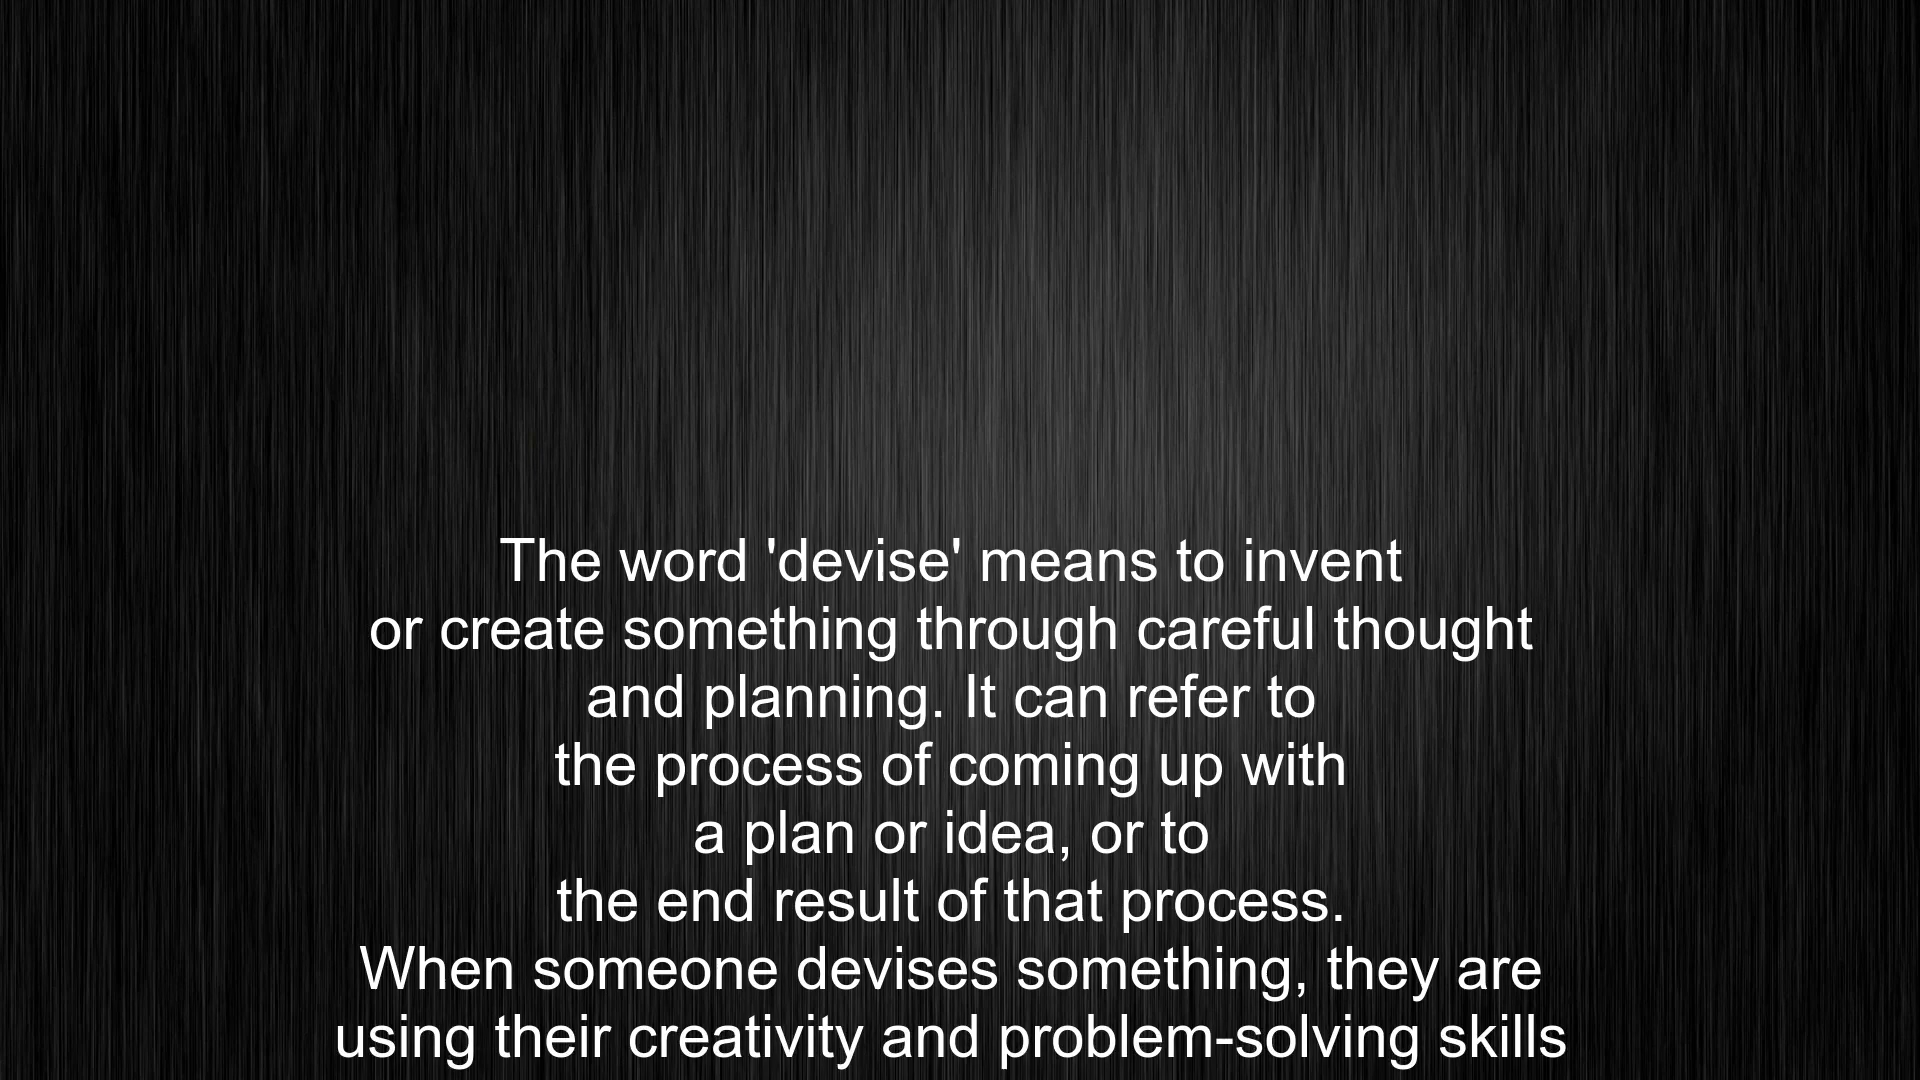 The word 'devise' means to invent
or create something through careful thought
and planning. It can refer to
the process of coming up with
a plan or idea, or to
the end result of that process.
When someone devises something, they are
using their creativity and problem-solving skills